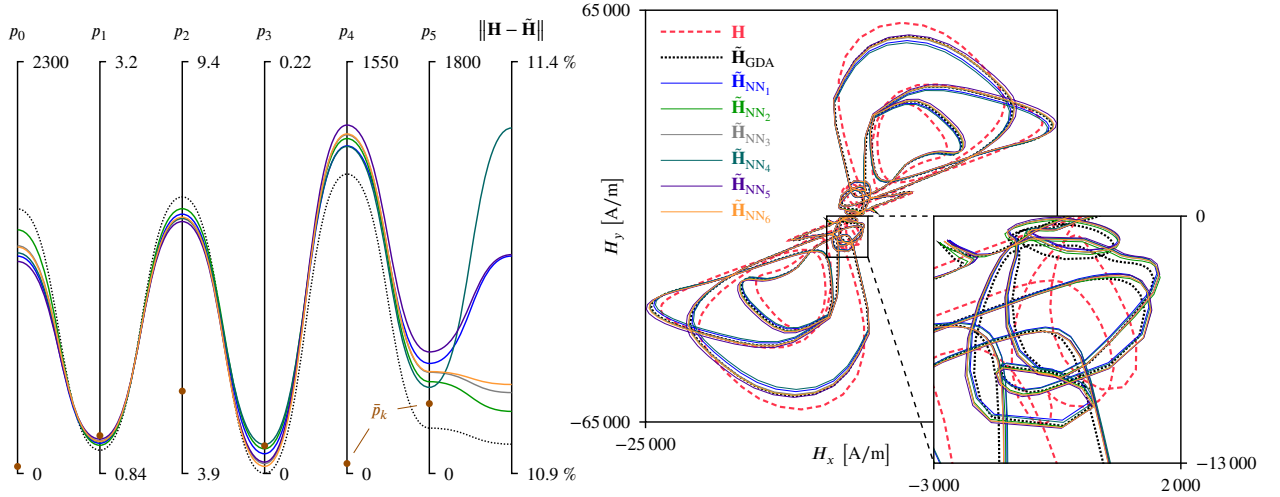 p₀ p₁ p₂ p₃ p₄ p₅ ‖H − H̃‖
2300 3.2 9.4 0.22 1550 1800 11.4 %
p̄ₖ
0 0.84 3.9 0 0 0 10.9 %
65 000
H
H̃GDA
H̃NN₁
H̃NN₂
H̃NN₃
H̃NN₄
H̃NN₅
H̃NN₆
H_y [A/m]
0
−65 000
−25 000
H_x [A/m]
−13 000
−3 000
2 000